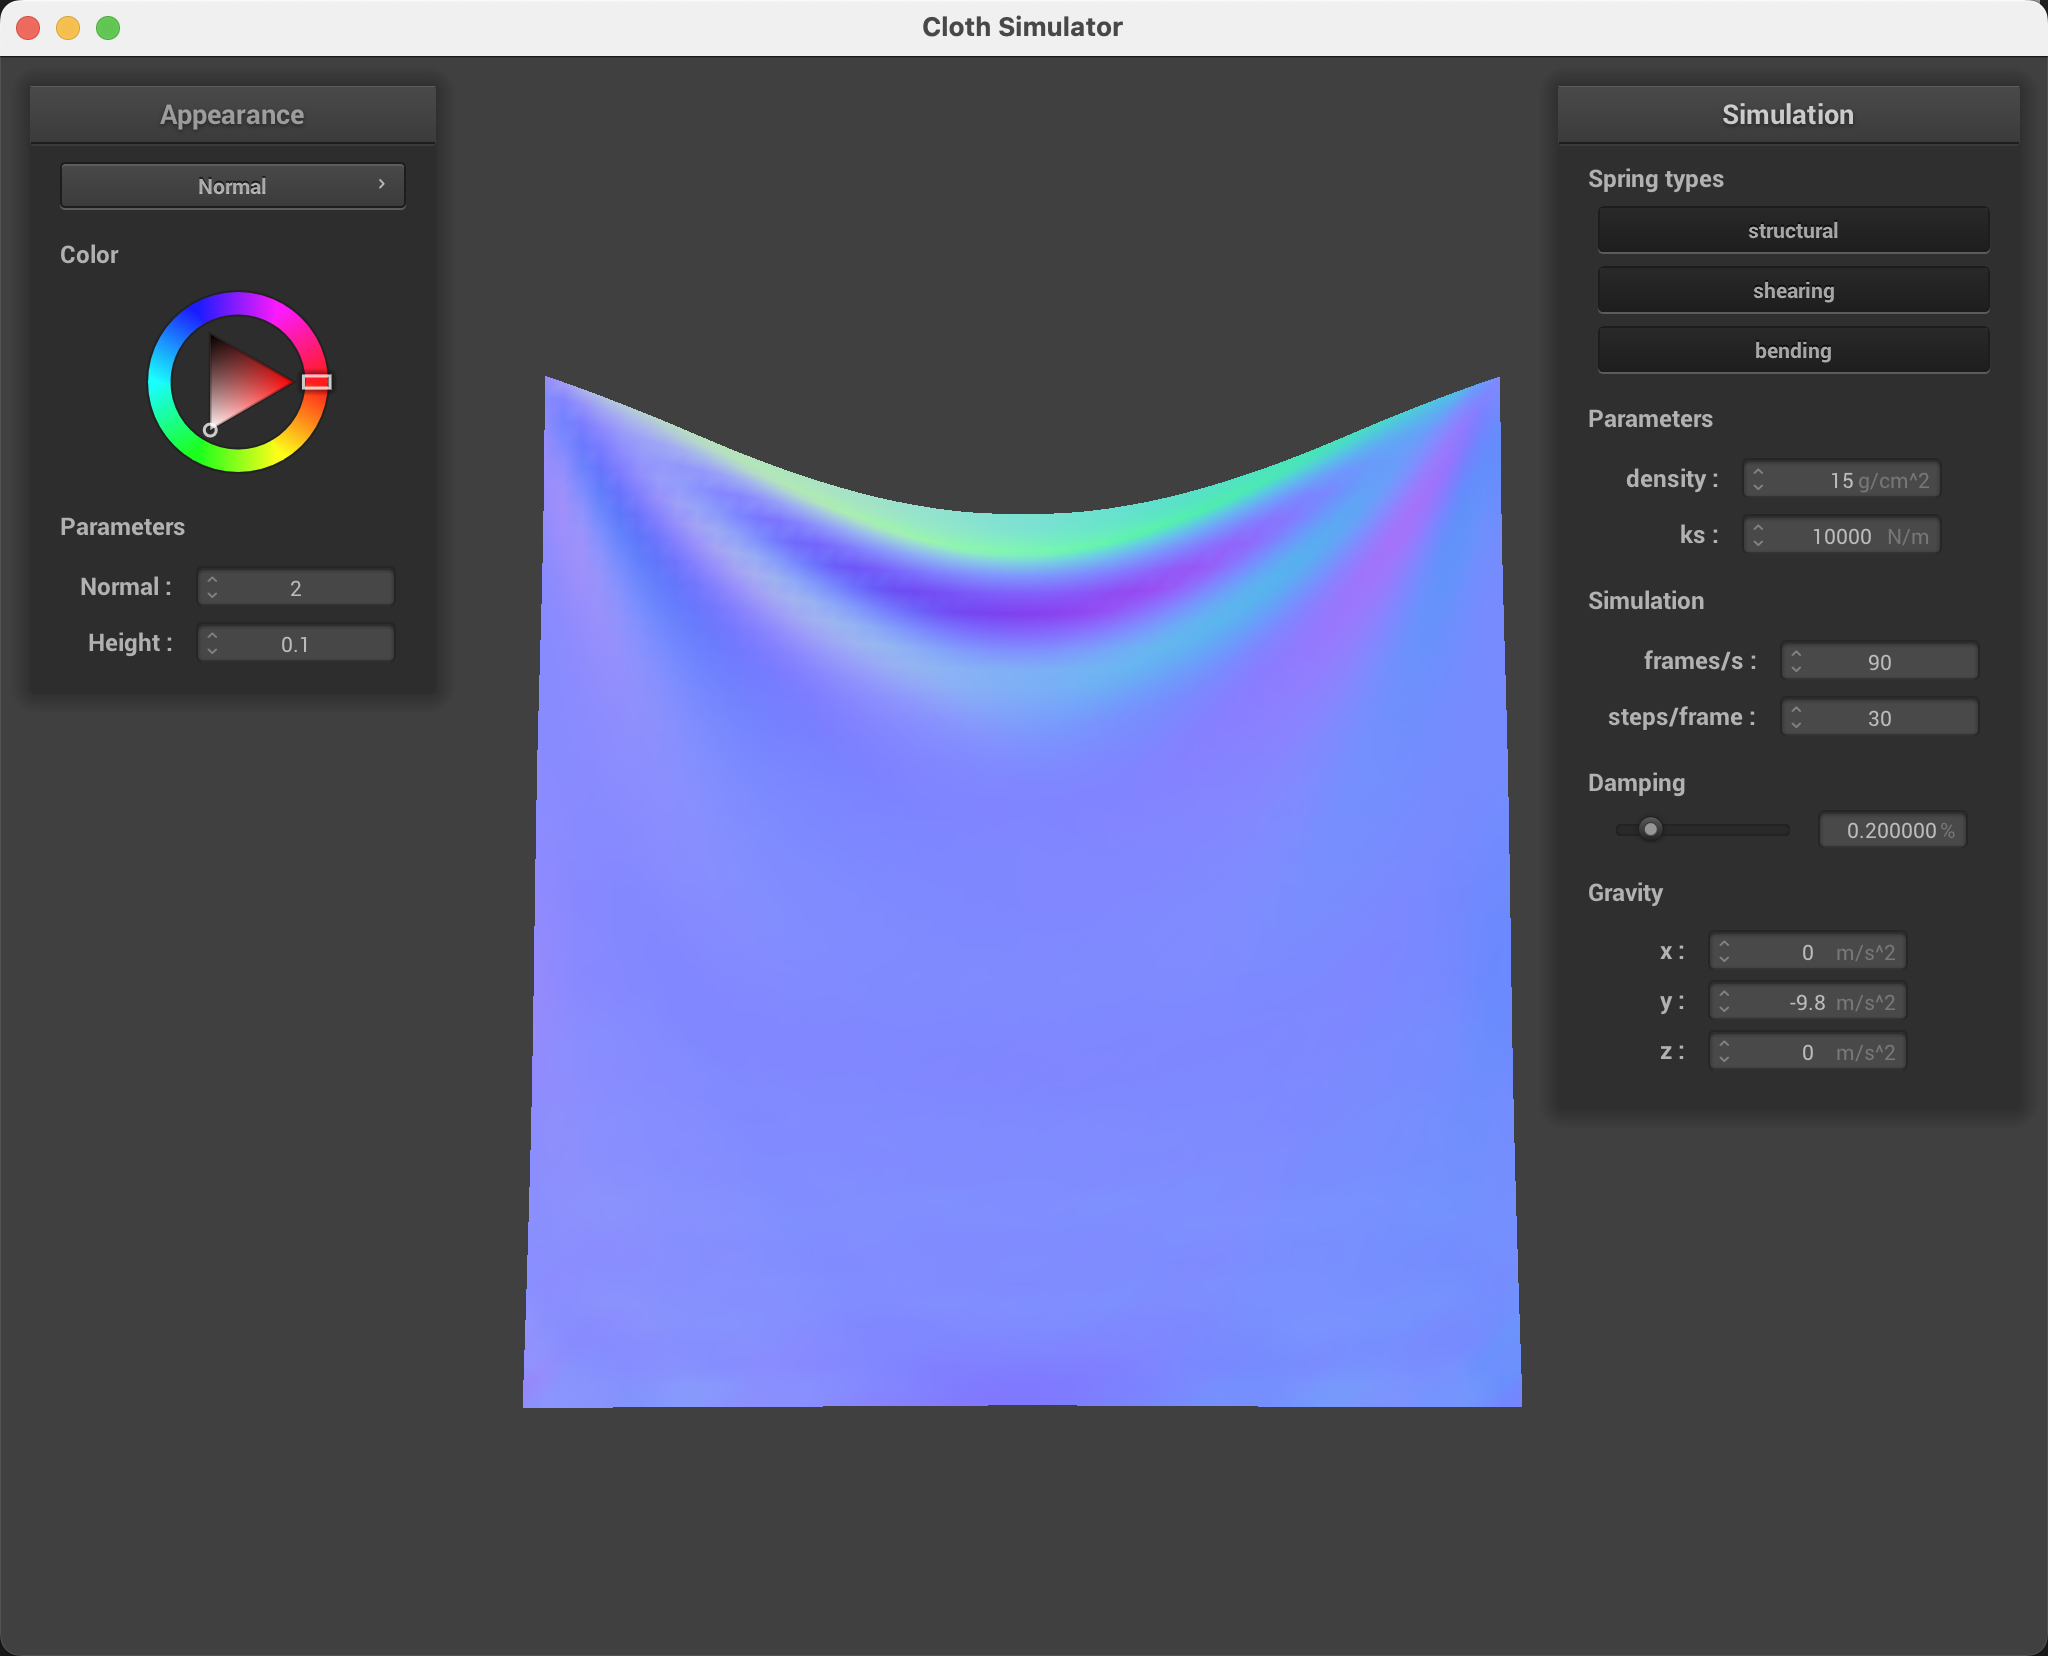 Cloth Simulator
Appearance
Normal
Color
Parameters
Normal : 2
Height : 0.1
Simulation
Spring types
structural
shearing
bending
Parameters
density : 15 g/cm^2
ks : 10000 N/m
Simulation
frames/s : 90
steps/frame : 30
Damping
0.200000 %
Gravity
x : 0 m/s^2
y : -9.8 m/s^2
z : 0 m/s^2